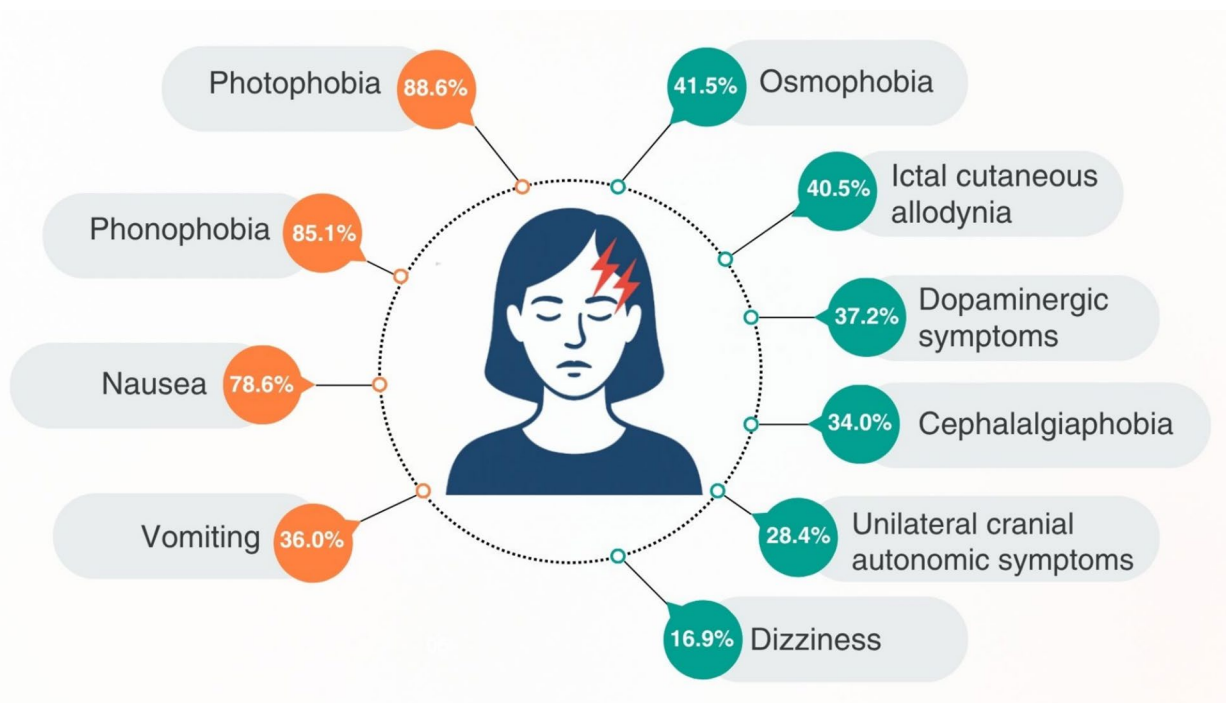 Photophobia
88.6%
Phonophobia
85.1%
Nausea
78.6%
Vomiting
36.0%
41.5%
Osmophobia
40.5%
Ictal cutaneous
allodynia
37.2%
Dopaminergic
symptoms
34.0%
Cephalalgiaphobia
28.4%
Unilateral cranial
autonomic symptoms
16.9%
Dizziness